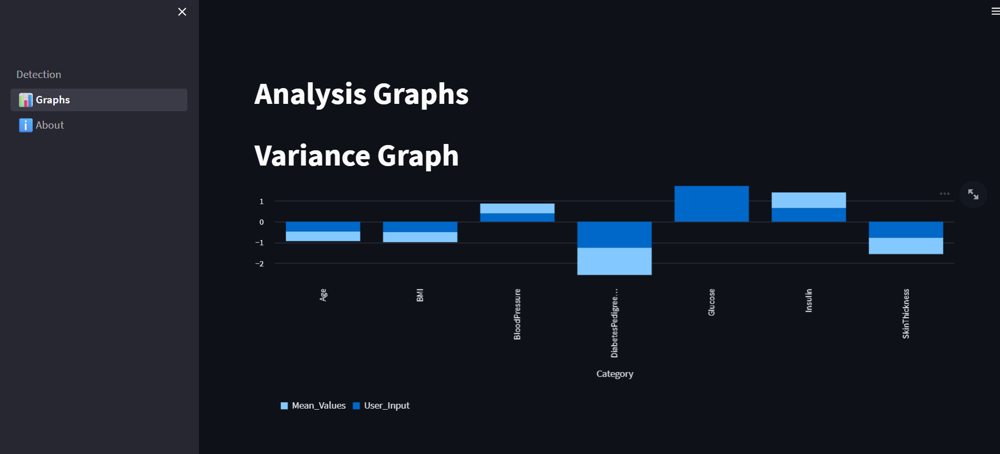 Detection
Graphs
About
Analysis Graphs
Variance Graph
1
0
−1
−2
Age
BMI
BloodPressure
DiabetesPedigree…
Glucose
Insulin
SkinThickness
Category
Mean_Values
User_Input